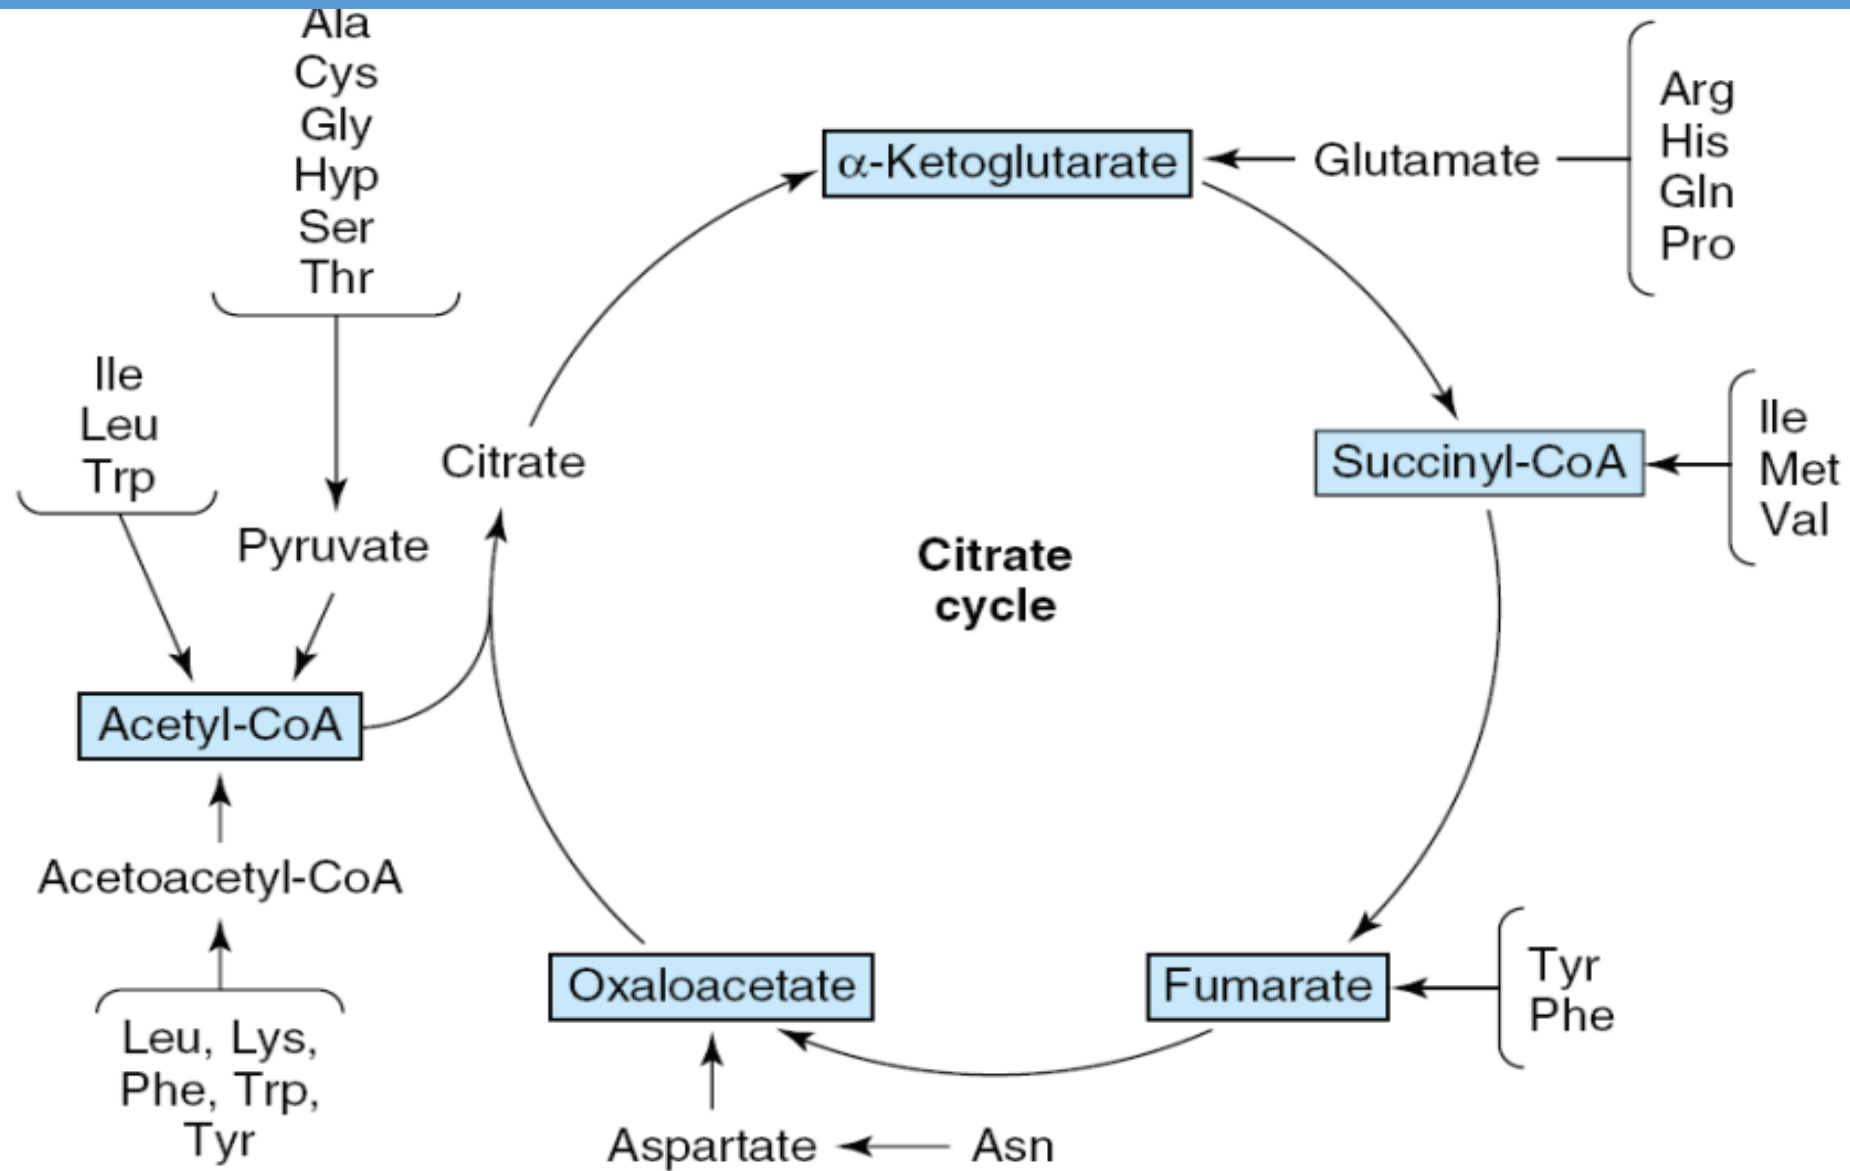 Ala
Cys
Gly
Hyp
Ser
Thr
Ile
Leu
Trp
Pyruvate
Acetyl-CoA
Acetoacetyl-CoA
Leu, Lys,
Phe, Trp,
Tyr
Citrate
α-Ketoglutarate
Glutamate
Arg
His
Gln
Pro
Succinyl-CoA
Ile
Met
Val
Citrate
cycle
Fumarate
Tyr
Phe
Oxaloacetate
Aspartate
Asn